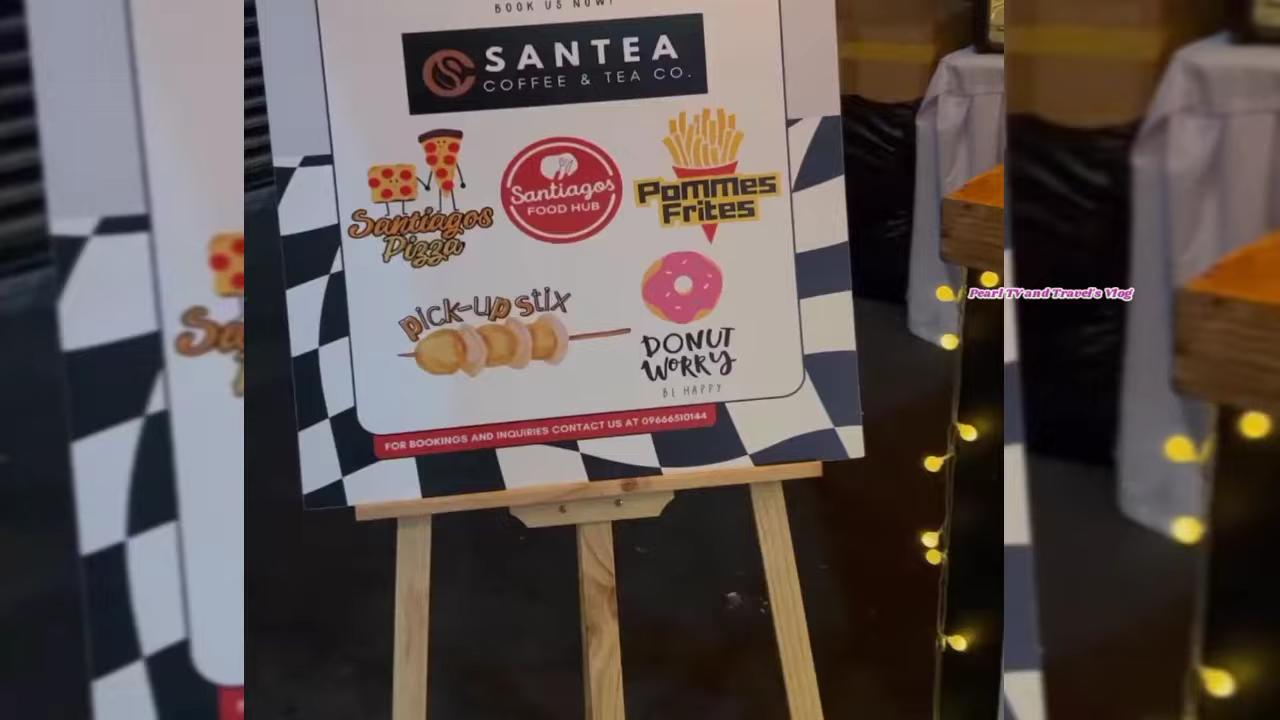 BOOK US NOW!
SANTEA
COFFEE & TEA CO.
Santiagos
Pizza
Santiagos
FOOD HUB
POMMES
FRITES
pick-up stix
DONUT
WORRY
BE HAPPY
FOR BOOKINGS AND INQUIRIES CONTACT US AT 09666510144
Pearl TV and Travel's Vlog